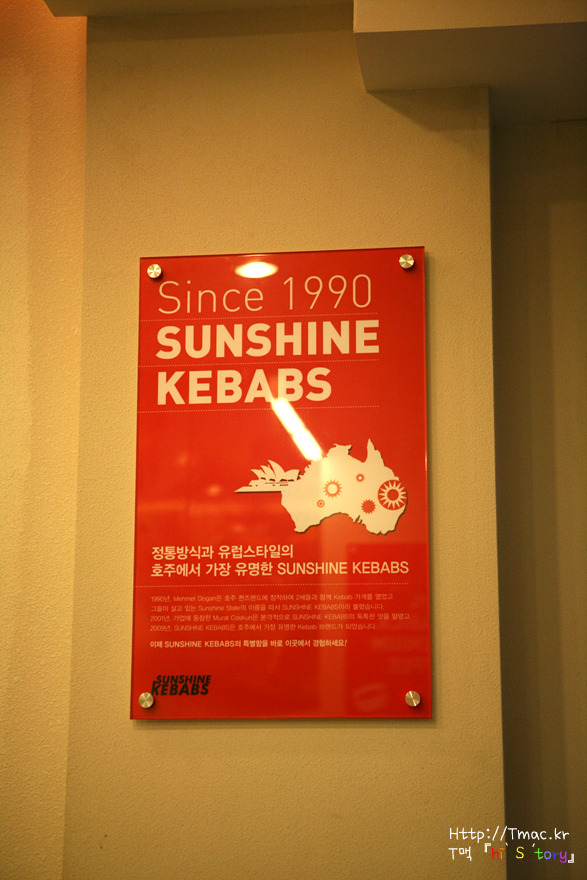 Since 1990
SUNSHINE
KEBABS
정통방식과 유럽스타일의
호주에서 가장 유명한 SUNSHINE KEBABS
1990년, Mehmet Dogan은 호주 퀸즈랜드에 정착하여 2세들과 함께 Kebab 가게를 열었고
그들이 살고 있는 Sunshine State의 이름을 따서 SUNSHINE KEBABS이라 불렀습니다.
2001년, 가업에 동참한 Murat Coskun은 본격적으로 SUNSHINE KEBABS의 독특한 맛을 알렸고
2009년, SUNSHINE KEBABS은 호주에서 가장 유명한 Kebab 브랜드가 되었습니다.
이제 SUNSHINE KEBABS의 특별함을 바로 이곳에서 경험하세요!
SUNSHINE
KEBABS
Http://Tmac.kr
T맥『hi`S´tory』